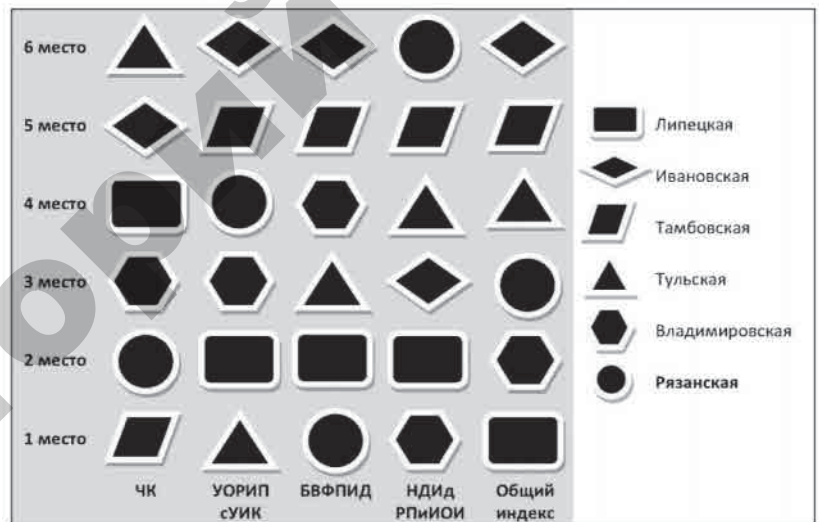 6 место
5 место
4 место
3 место
2 место
1 место
ЧК
УОРИП
сУИК
БВФПИД
НДИд
РПиИОИ
Общий
индекс
Липецкая
Ивановская
Тамбовская
Тульская
Владимировская
Рязанская